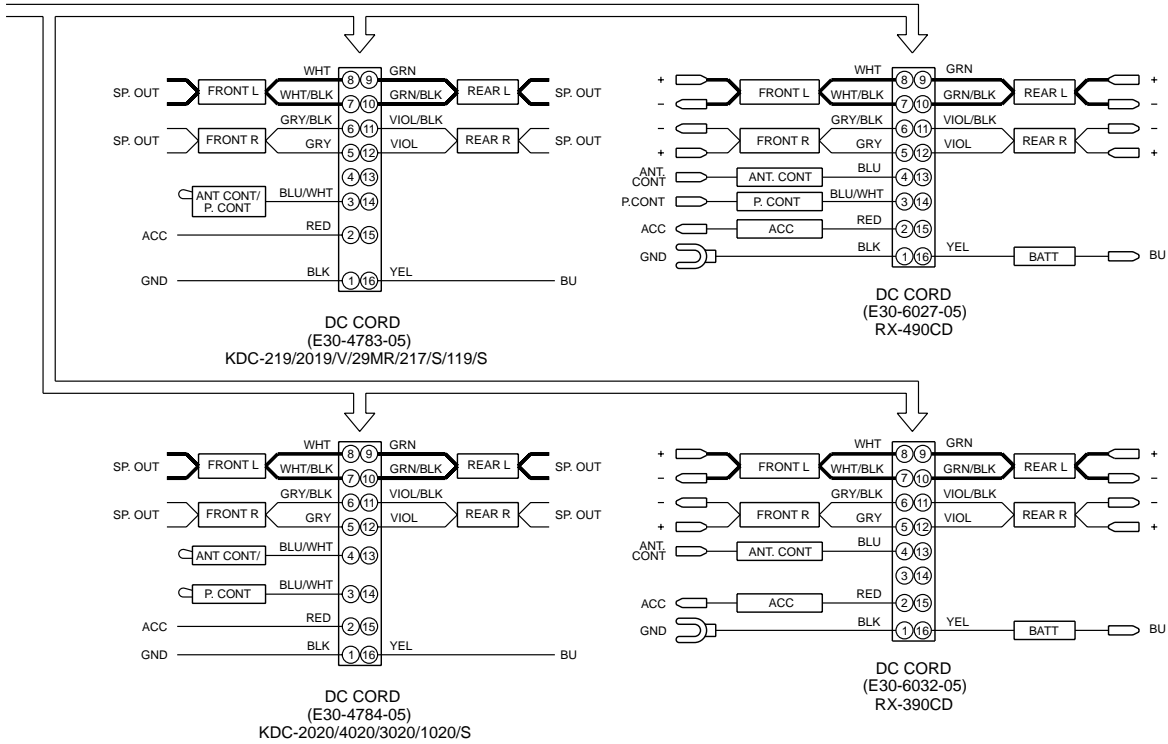 WHT 8 9 GRN
SP. OUT FRONT L REAR L SP. OUT
WHT/BLK 7 10 GRN/BLK
GRY/BLK 6 11 VIOL/BLK
SP. OUT FRONT R REAR R SP. OUT
GRY 5 12 VIOL
4 13
ANT CONT/
P. CONT
BLU/WHT 3 14
ACC RED 2 15
GND BLK 1 16 YEL BU
DC CORD
(E30-4783-05)
KDC-219/2019/V/29MR/217/S/119/S
+ WHT 8 9 GRN +
FRONT L REAR L
– WHT/BLK 7 10 GRN/BLK –
– GRY/BLK 6 11 VIOL/BLK –
FRONT R REAR R
+ GRY 5 12 VIOL +
ANT.
CONT
ANT. CONT BLU 4 13
P.CONT P. CONT BLU/WHT 3 14
ACC ACC RED 2 15
GND BLK 1 16 YEL BATT BU
DC CORD
(E30-6027-05)
RX-490CD
WHT 8 9 GRN
SP. OUT FRONT L REAR L SP. OUT
WHT/BLK 7 10 GRN/BLK
GRY/BLK 6 11 VIOL/BLK
SP. OUT FRONT R REAR R SP. OUT
GRY 5 12 VIOL
ANT CONT/ BLU/WHT 4 13
P. CONT BLU/WHT 3 14
ACC RED 2 15
GND BLK 1 16 YEL BU
DC CORD
(E30-4784-05)
KDC-2020/4020/3020/1020/S
+ WHT 8 9 GRN +
FRONT L REAR L
– WHT/BLK 7 10 GRN/BLK –
– GRY/BLK 6 11 VIOL/BLK –
FRONT R REAR R
+ GRY 5 12 VIOL +
ANT.
CONT
ANT. CONT BLU 4 13
3 14
ACC ACC RED 2 15
GND BLK 1 16 YEL BATT BU
DC CORD
(E30-6032-05)
RX-390CD